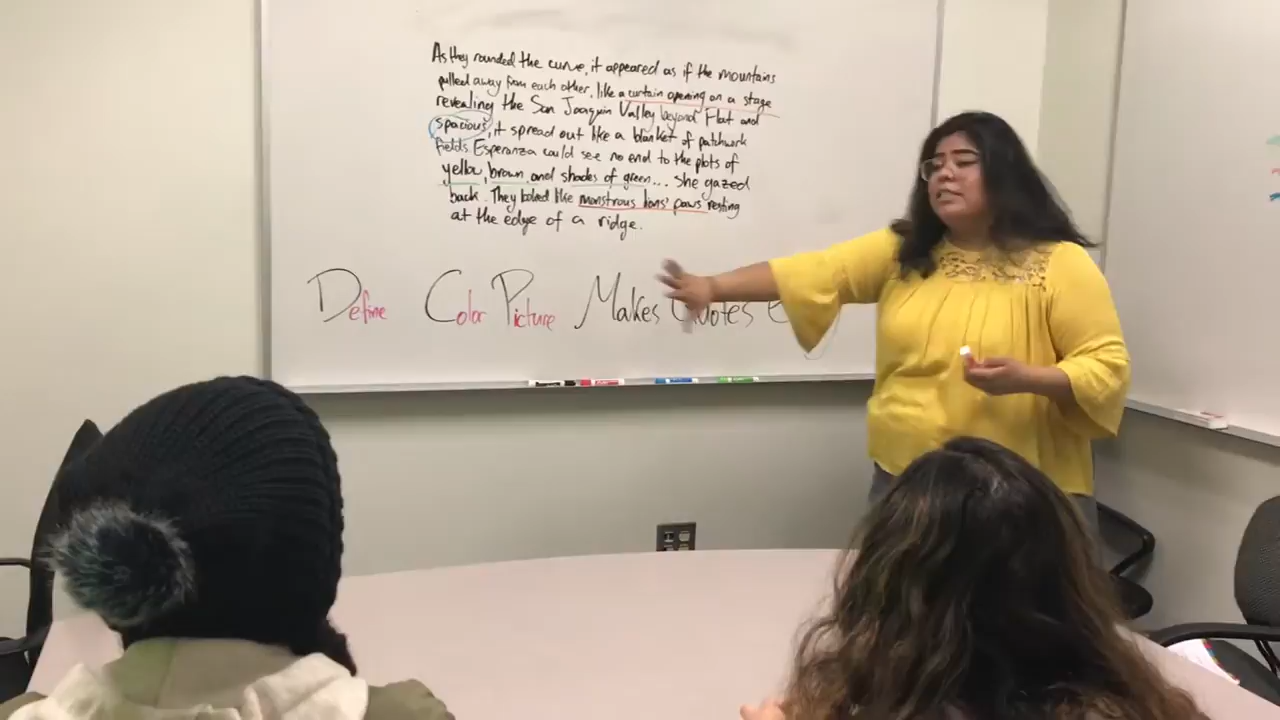 As they rounded the curve, it appeared as if the mountains
pulled away from each other, like a curtain opening on a stage
revealing the San Joaquin Valley beyond. Flat and
spacious, it spread out like a blanket of patchwork
fields. Esperanza could see no end to the plots of
yellow, brown, and shades of green... She gazed
back. They looked like monstrous lions' paws resting
at the edge of a ridge.
Define Color Picture Makes Quotes